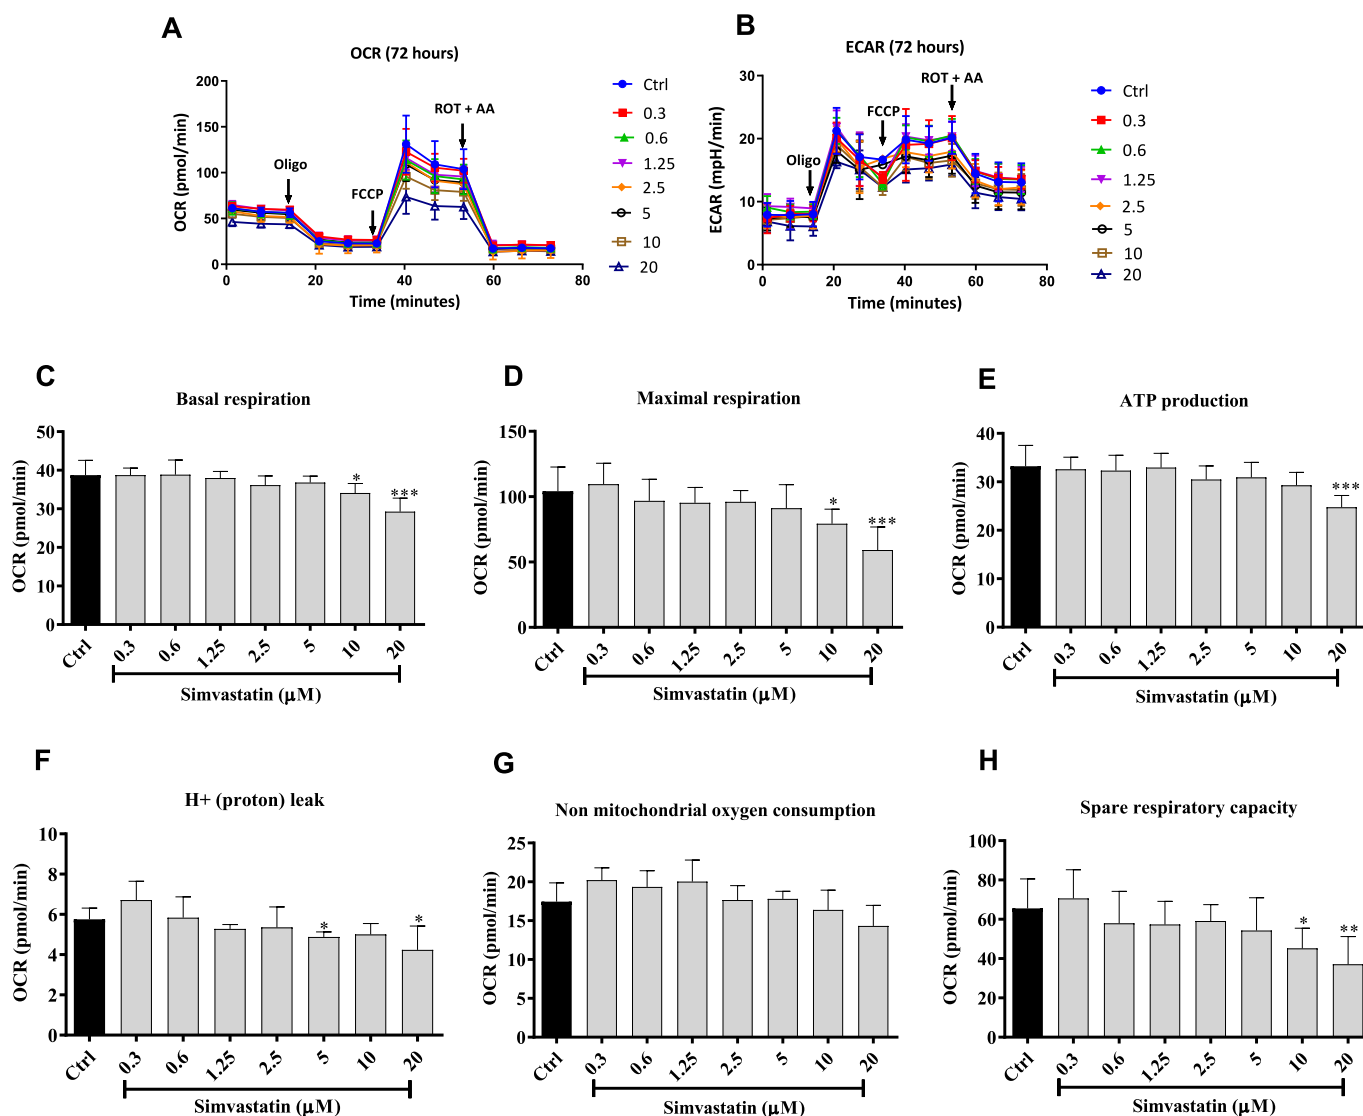 A
OCR (72 hours)
OCR (pmol/min)
200
150
100
50
0
0
20
40
60
80
Time (minutes)
Oligo
FCCP
ROT + AA
Ctrl
0.3
0.6
1.25
2.5
5
10
20
B
ECAR (72 hours)
ECAR (mpH/min)
30
20
10
0
0
20
40
60
80
Time (minutes)
Oligo
FCCP
ROT + AA
Ctrl
0.3
0.6
1.25
2.5
5
10
20
C
Basal respiration
OCR (pmol/min)
50
40
30
20
10
0
*
***
Ctrl
0.3
0.6
1.25
2.5
5
10
20
Simvastatin (μM)
D
Maximal respiration
OCR (pmol/min)
150
100
50
0
*
***
Ctrl
0.3
0.6
1.25
2.5
5
10
20
Simvastatin (μM)
E
ATP production
OCR (pmol/min)
40
30
20
10
0
***
Ctrl
0.3
0.6
1.25
2.5
5
10
20
Simvastatin (μM)
F
H+ (proton) leak
OCR (pmol/min)
10
8
6
4
2
0
*
*
Ctrl
0.3
0.6
1.25
2.5
5
10
20
Simvastatin (μM)
G
Non mitochondrial oxygen consumption
OCR (pmol/min)
25
20
15
10
5
0
Ctrl
0.3
0.6
1.25
2.5
5
10
20
Simvastatin (μM)
H
Spare respiratory capacity
OCR (pmol/min)
100
80
60
40
20
0
*
**
Ctrl
0.3
0.6
1.25
2.5
5
10
20
Simvastatin (μM)